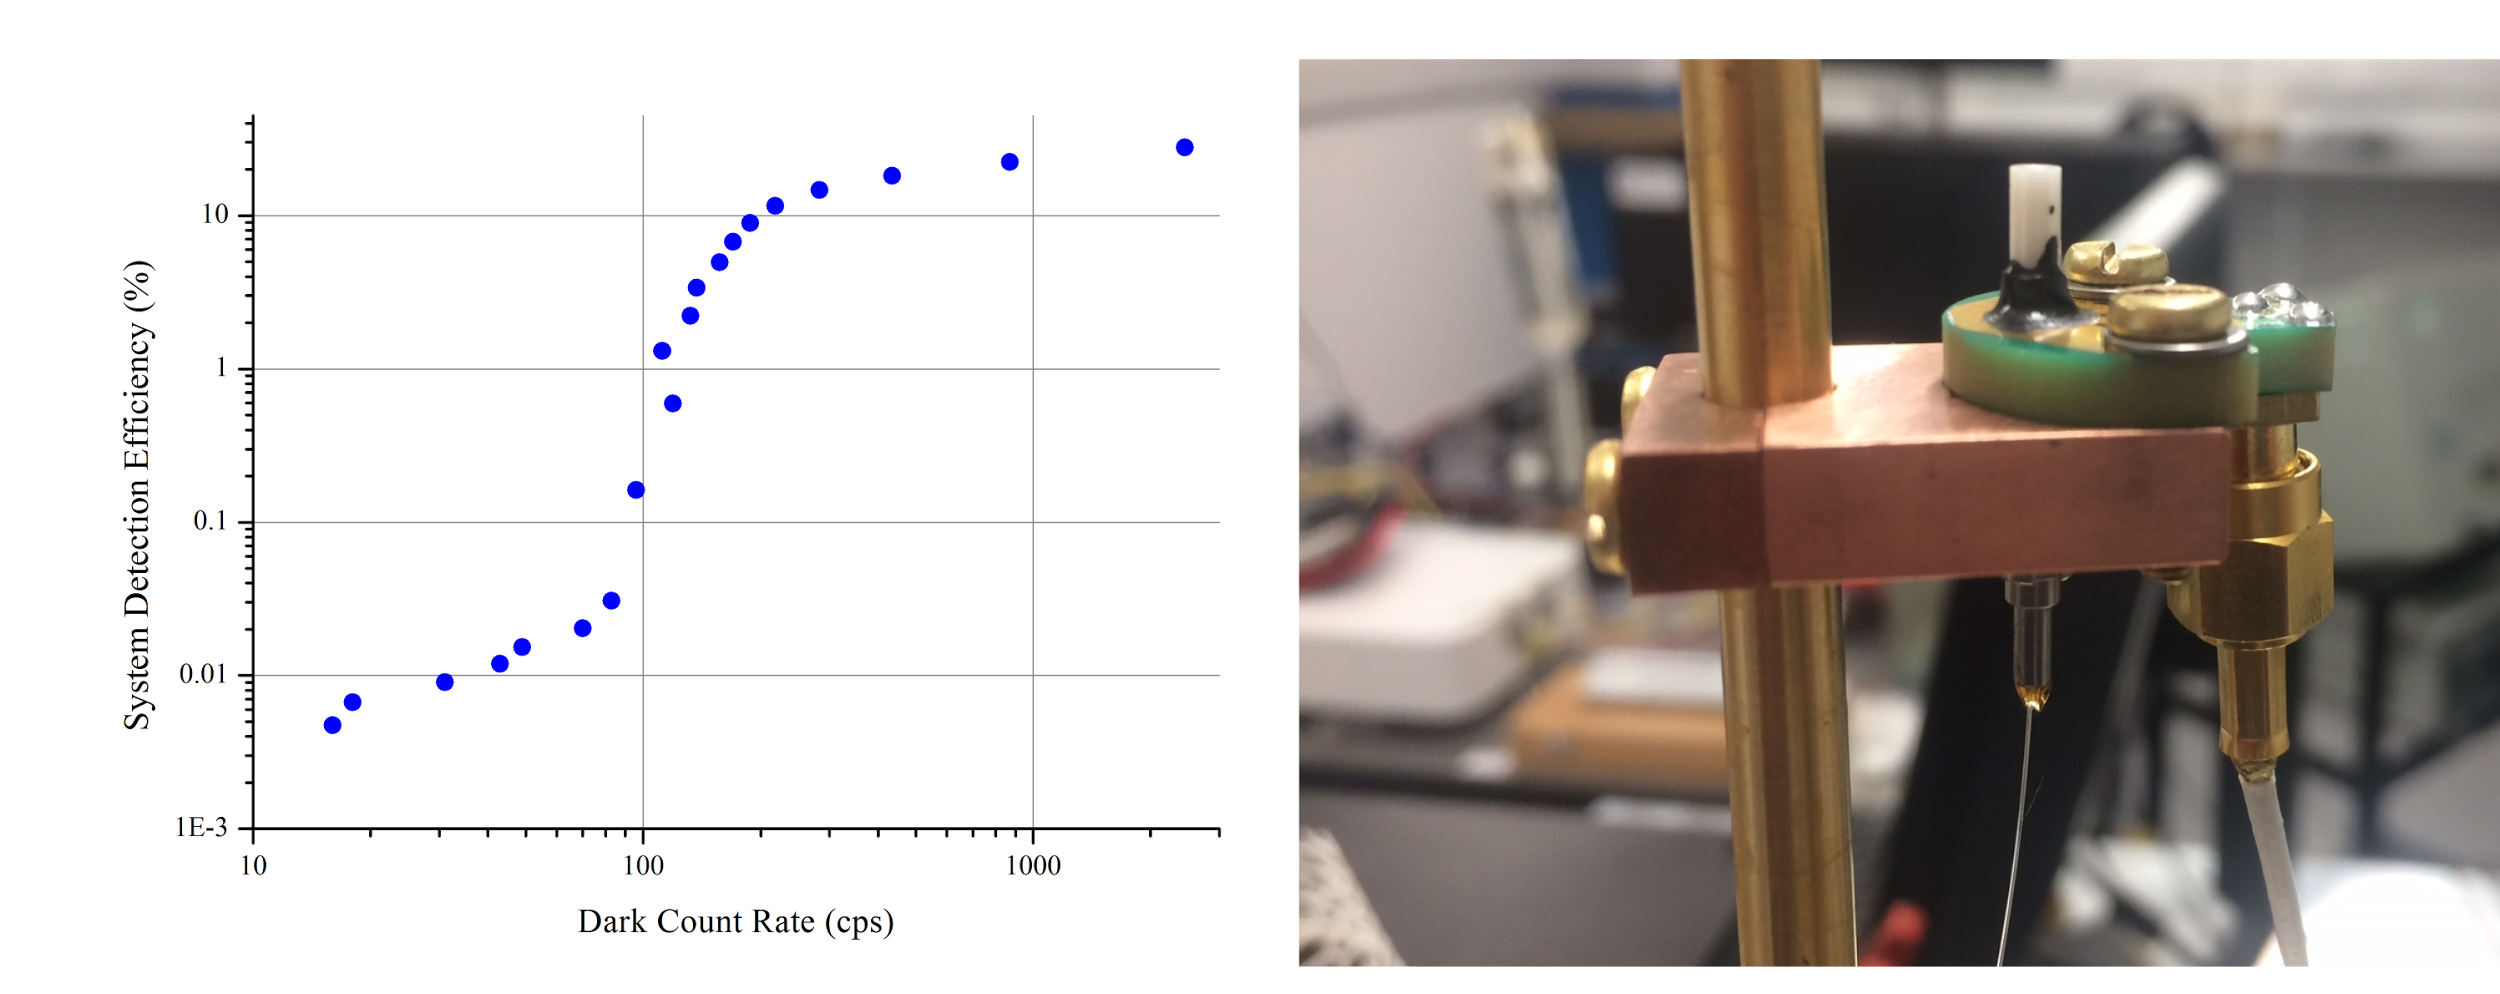 System Detection Efficiency (%)
10
1
0.1
0.01
1E-3
10 100 1000
Dark Count Rate (cps)